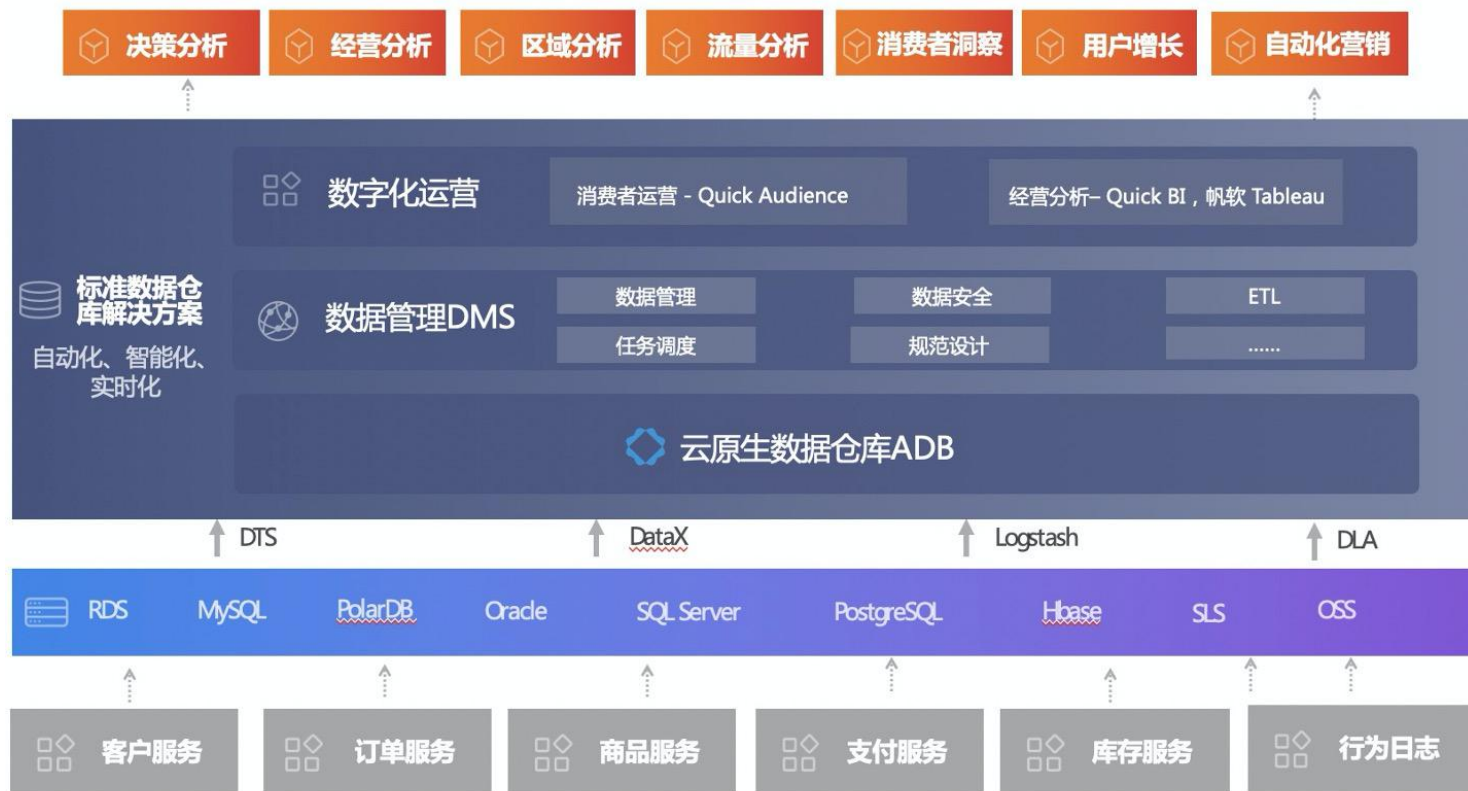 决策分析
经营分析
区域分析
流量分析
消费者洞察
用户增长
自动化营销
数字化运营
消费者运营 - Quick Audience
经营分析– Quick BI，帆软 Tableau
标准数据仓
库解决方案
自动化、智能化、
实时化
数据管理DMS
数据管理
数据安全
ETL
任务调度
规范设计
......
云原生数据仓库ADB
DTS
DataX
Logstash
DLA
RDS
MySQL
PolarDB
Oracle
SQL Server
PostgreSQL
Hbase
SLS
OSS
客户服务
订单服务
商品服务
支付服务
库存服务
行为日志